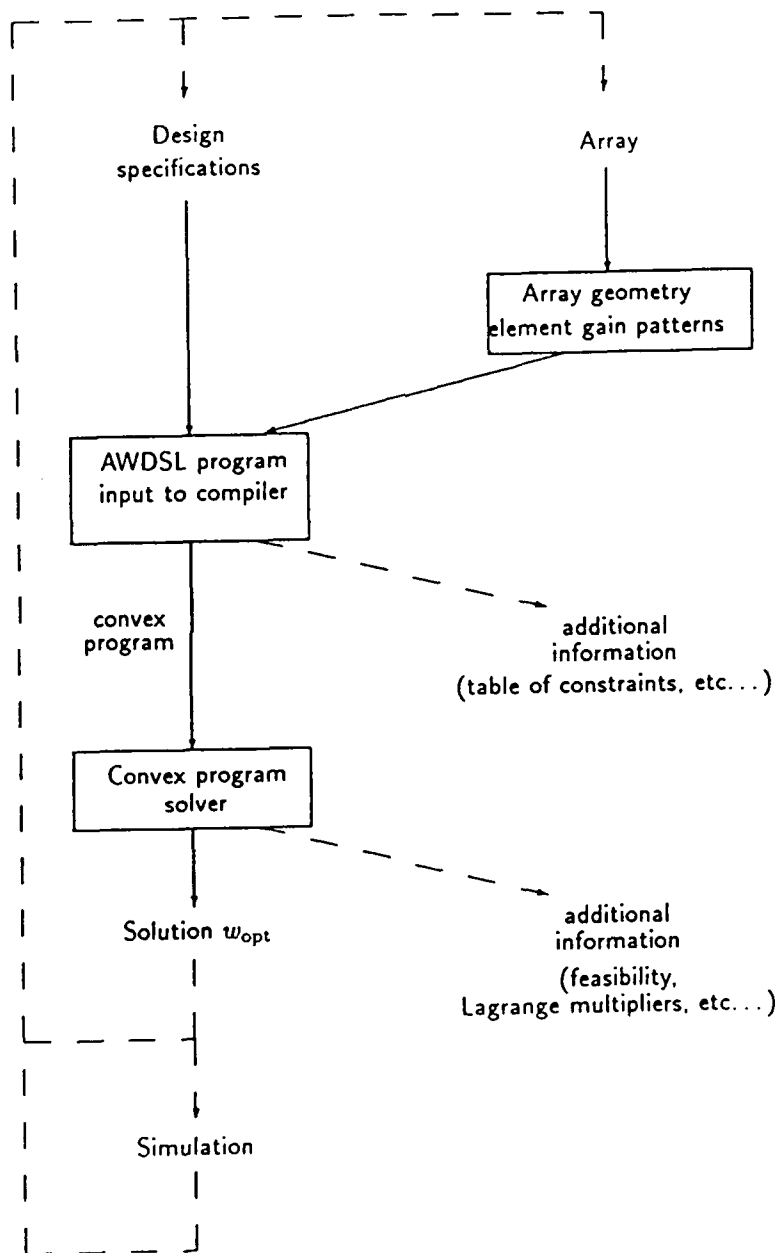 Design
specifications
Array
Array geometry
element gain patterns
AWDSL program
input to compiler
convex
program
additional
information
(table of constraints, etc...)
Convex program
solver
Solution w_opt
additional
information
(feasibility,
Lagrange multipliers, etc...)
Simulation